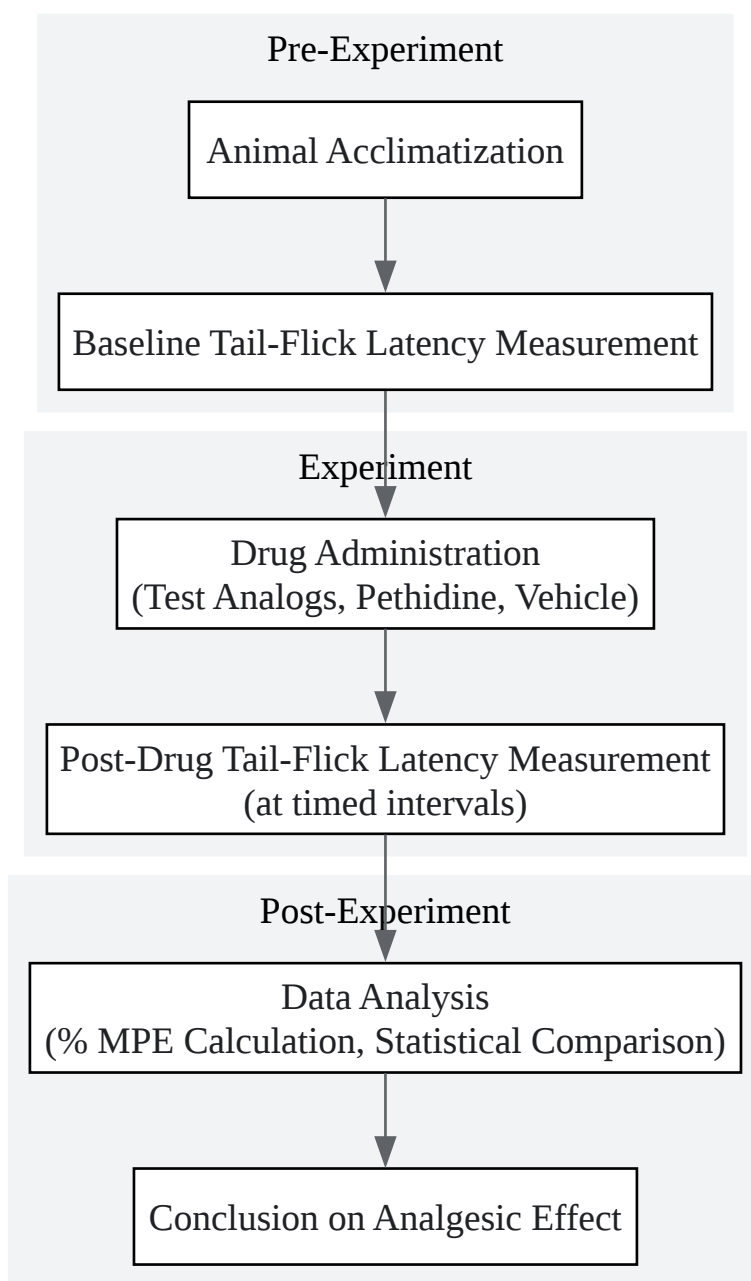 Pre-Experiment
Animal Acclimatization
Baseline Tail-Flick Latency Measurement
Experiment
Drug Administration
(Test Analogs, Pethidine, Vehicle)
Post-Drug Tail-Flick Latency Measurement
(at timed intervals)
Post-Experiment
Data Analysis
(% MPE Calculation, Statistical Comparison)
Conclusion on Analgesic Effect